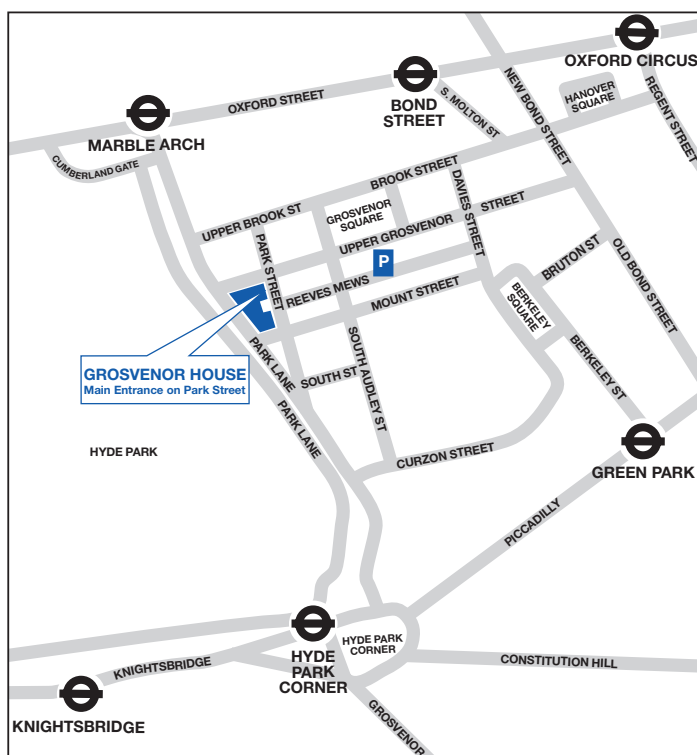 OXFORD CIRCUS
BOND
STREET
MARBLE ARCH
OXFORD STREET
S. MOLTON ST
NEW BOND STREET
HANOVER
SQUARE
REGENT STREET
CUMBERLAND GATE
BROOK STREET
UPPER BROOK ST
GROSVENOR
SQUARE
DAVIES STREET
PARK STREET
UPPER GROSVENOR
STREET
P
REEVES MEWS
MOUNT STREET
BRUTON ST
OLD BOND STREET
BERKELEY
SQUARE
GROSVENOR HOUSE
Main Entrance on Park Street
PARK LANE
PARK LANE
SOUTH ST
SOUTH AUDLEY ST
BERKELEY ST
CURZON STREET
HYDE PARK
GREEN PARK
PICCADILLY
HYDE
PARK
CORNER
HYDE PARK
CORNER
KNIGHTSBRIDGE
CONSTITUTION HILL
KNIGHTSBRIDGE
GROSVENOR